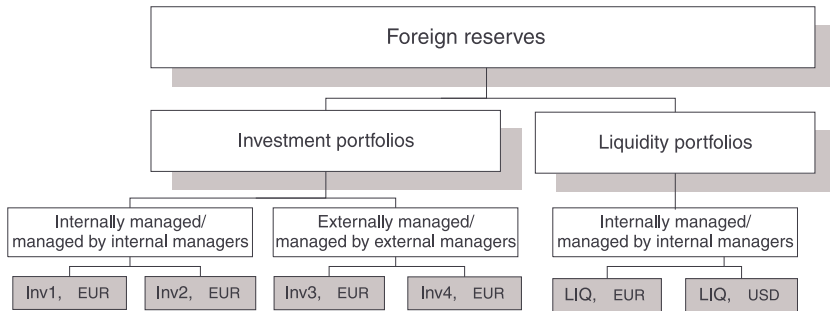 Foreign reserves
Investment portfolios
Liquidity portfolios
Internally managed/
managed by internal managers
Externally managed/
managed by external managers
Internally managed/
managed by internal managers
Inv1, EUR
Inv2, EUR
Inv3, EUR
Inv4, EUR
LIQ, EUR
LIQ, USD